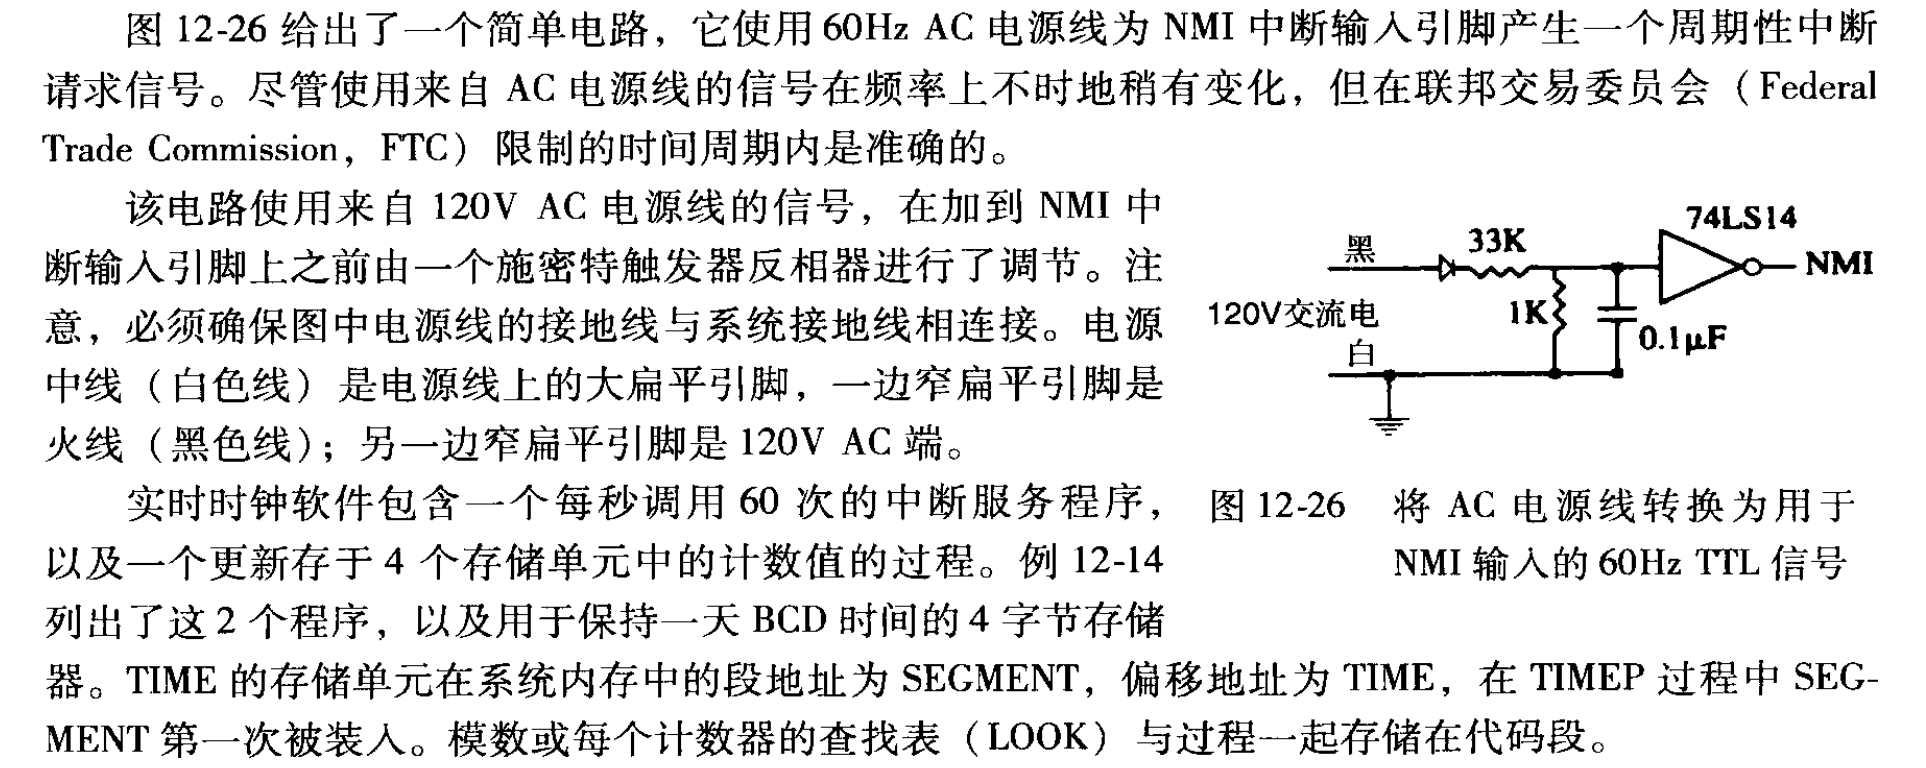 图 12-26 给出了一个简单电路，它使用 60Hz AC 电源线为 NMI 中断输入引脚产生一个周期性中断
请求信号。尽管使用来自 AC 电源线的信号在频率上不时地稍有变化，但在联邦交易委员会（Federal
Trade Commission，FTC）限制的时间周期内是准确的。
该电路使用来自 120V AC 电源线的信号，在加到 NMI 中
断输入引脚上之前由一个施密特触发器反相器进行了调节。注
意，必须确保图中电源线的接地线与系统接地线相连接。电源
中线（白色线）是电源线上的大扁平引脚，一边窄扁平引脚是
火线（黑色线）；另一边窄扁平引脚是 120V AC 端。
实时时钟软件包含一个每秒调用 60 次的中断服务程序，
以及一个更新存于 4 个存储单元中的计数值的过程。例 12-14
列出了这 2 个程序，以及用于保持一天 BCD 时间的 4 字节存储
器。TIME 的存储单元在系统内存中的段地址为 SEGMENT，偏移地址为 TIME，在 TIMEP 过程中 SEG-
MENT 第一次被装入。模数或每个计数器的查找表（LOOK）与过程一起存储在代码段。
74LS14
黑
33K
NMI
120V交流电
1K
0.1μF
白
图 12-26 将 AC 电源线转换为用于
NMI 输入的 60Hz TTL 信号